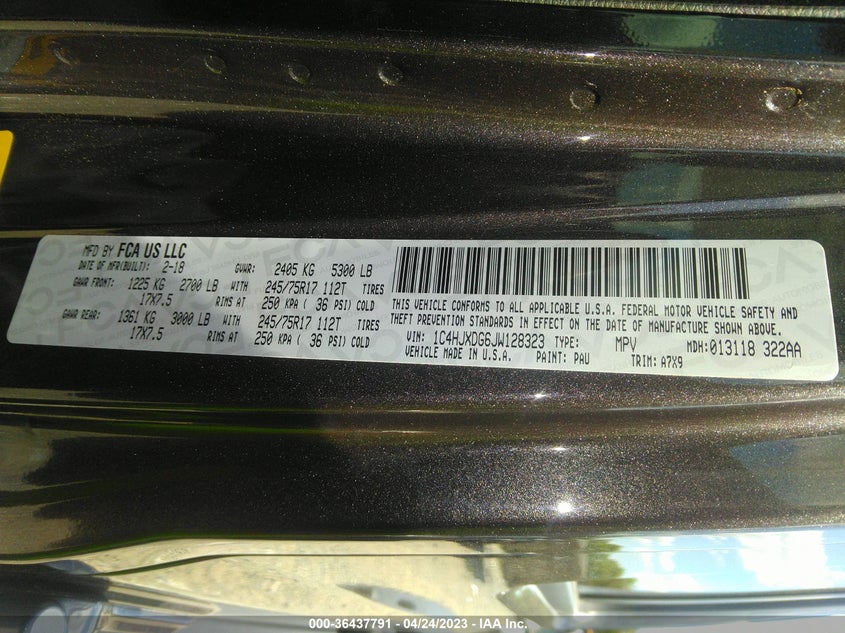 MFD BY FCA US LLC
DATE OF MFR(BUILT): 2-18 GVWR: 2405 KG 5300 LB
GAWR FRONT: 1225 KG 2700 LB WITH 245/75R17 112T TIRES
17X7.5 RIMS AT 250 KPA ( 36 PSI) COLD
GAWR REAR: 1361 KG 3000 LB WITH 245/75R17 112T TIRES
17X7.5 RIMS AT 250 KPA ( 36 PSI) COLD
THIS VEHICLE CONFORMS TO ALL APPLICABLE U.S.A. FEDERAL MOTOR VEHICLE SAFETY AND
THEFT PREVENTION STANDARDS IN EFFECT ON THE DATE OF MANUFACTURE SHOWN ABOVE.
VIN: 1C4HJXDG6JW128323 TYPE: MPV MDH: 013118 322AA
VEHICLE MADE IN U.S.A. PAINT: PAU TRIM: A7X9
000-36437791 - 04/24/2023 - IAA Inc.